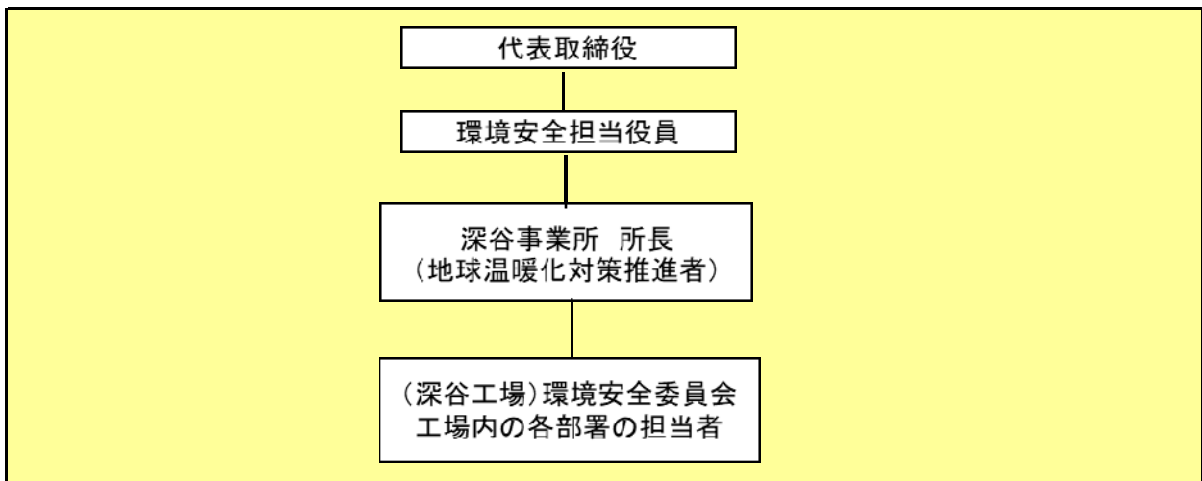 代表取締役
環境安全担当役員
深谷事業所　所長
（地球温暖化対策推進者）
（深谷工場）環境安全委員会
工場内の各部署の担当者